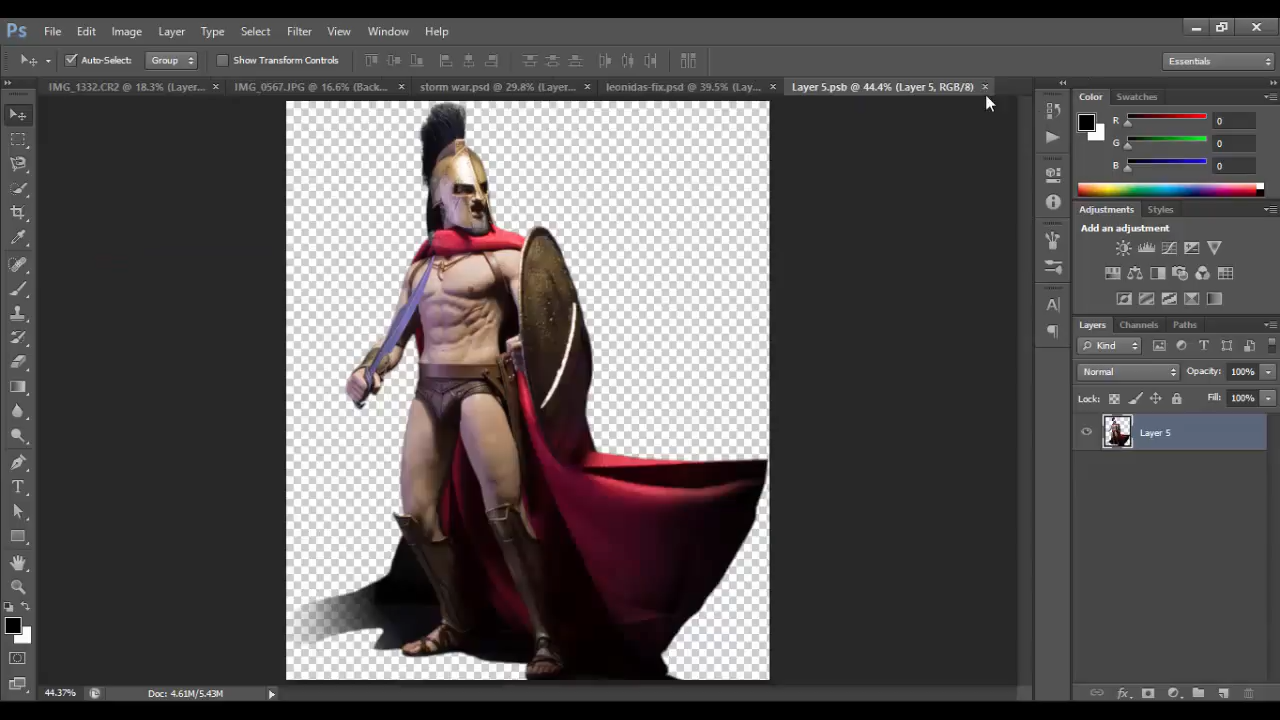 Ps File Edit Image Layer Type Select Filter View Window Help
Auto-Select: Group Show Transform Controls Essentials
IMG_1332.CR2 @ 18.3% (Layer... × IMG_0567.JPG @ 16.6% (Back... × storm war.psd @ 29.8% (Layer... × leonidas-fix.psd @ 39.5% (Lay... × Layer 5.psb @ 44.4% (Layer 5, RGB/8) ×
Color Swatches
R 0
G 0
B 0
Adjustments Styles
Add an adjustment
Layers Channels Paths
Kind
Normal Opacity: 100%
Lock: Fill: 100%
Layer 5
44.37% Doc: 4.61M/5.43M